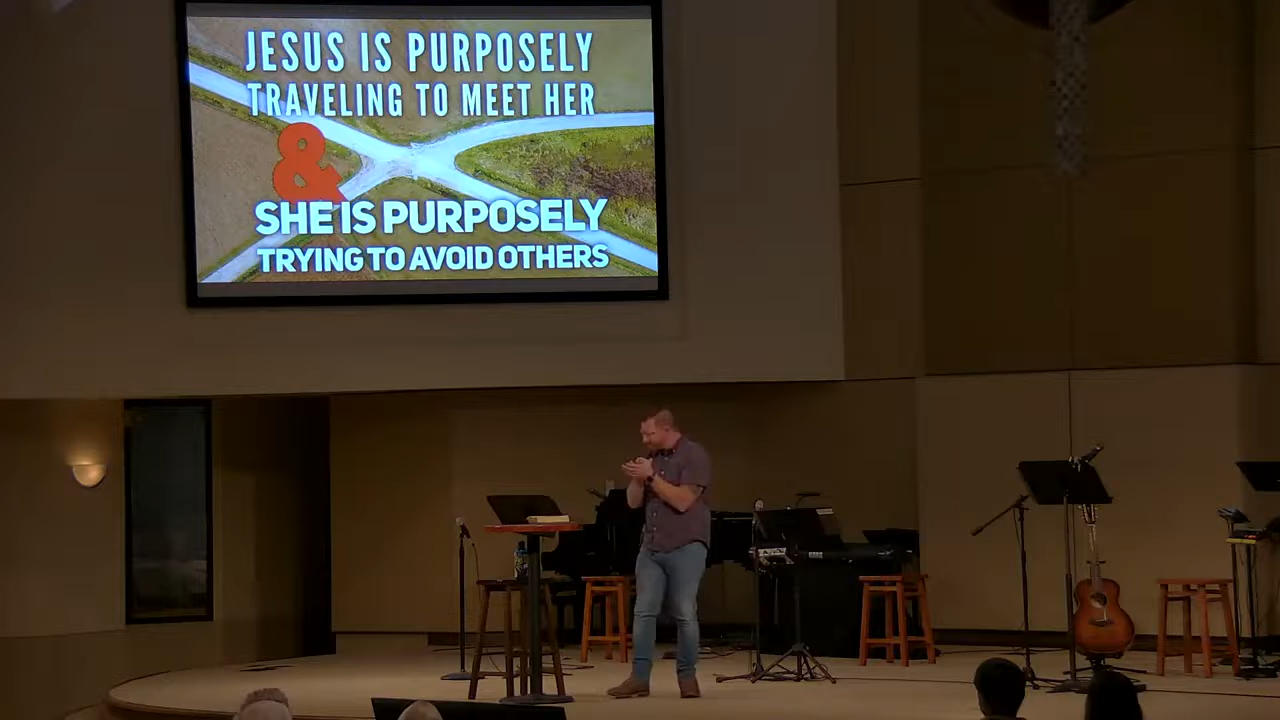 JESUS IS PURPOSELY
TRAVELING TO MEET HER
&
SHE IS PURPOSELY
TRYING TO AVOID OTHERS